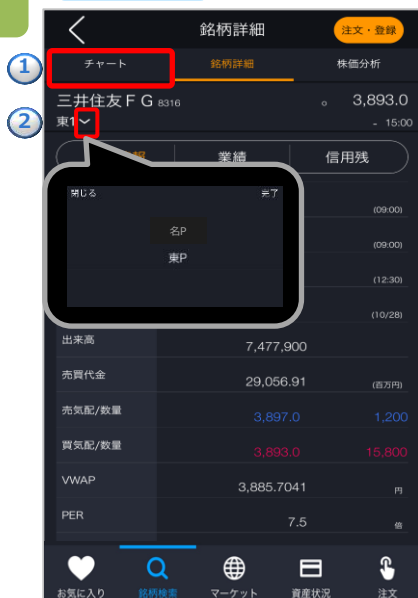 銘柄詳細
注文・登録
1
チャート
銘柄詳細
株価分析
三井住友FG 8316
3,893.0
2
東1
- 15:00
報
業績
信用残
閉じる
完了
名P
東P
(09:00)
(09:00)
(12:30)
(10/28)
出来高
7,477,900
売買代金
29,056.91
(百万円)
売気配/数量
3,897.0
1,200
買気配/数量
3,893.0
15,800
VWAP
3,885.7041
円
PER
7.5
倍
お気に入り
銘柄検索
マーケット
資産状況
注文